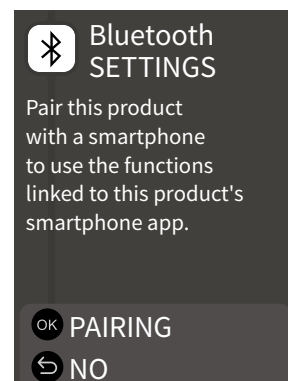 Bluetooth
SETTINGS
Pair this product
with a smartphone
to use the functions
linked to this product's
smartphone app.
OK PAIRING
NO